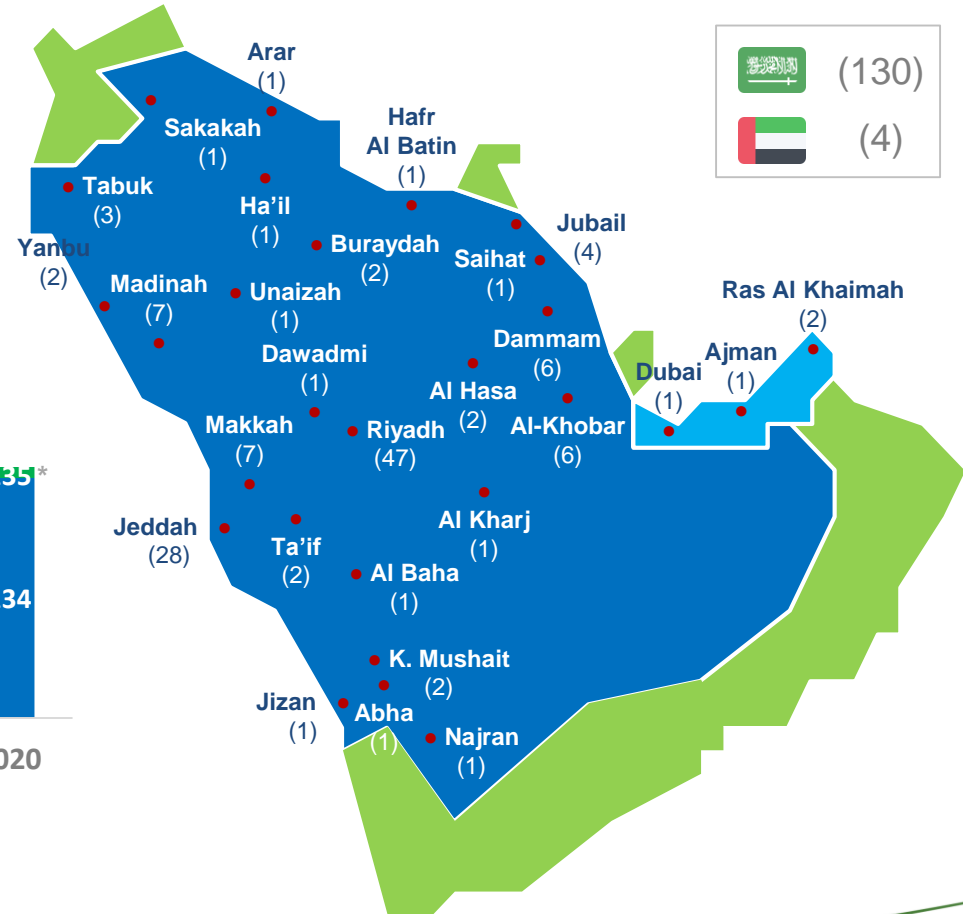 (130)
(4)
Arar
(1)
Sakakah
(1)
Hafr
Al Batin
(1)
Tabuk
(3)
Ha'il
(1)
Jubail
(4)
Yanbu
(2)
Buraydah
(2)
Saihat
(1)
Madinah
(7)
Unaizah
(1)
Ras Al Khaimah
(2)
Dammam
(6)
Dawadmi
(1)
Ajman
(1)
Dubai
(1)
Al Hasa
(2)
Al-Khobar
(6)
Makkah
(7)
Riyadh
(47)
Jeddah
(28)
Ta'if
(2)
Al Kharj
(1)
Al Baha
(1)
K. Mushait
(2)
Jizan
(1)
Abha
(1)
Najran
(1)
35*
34
020